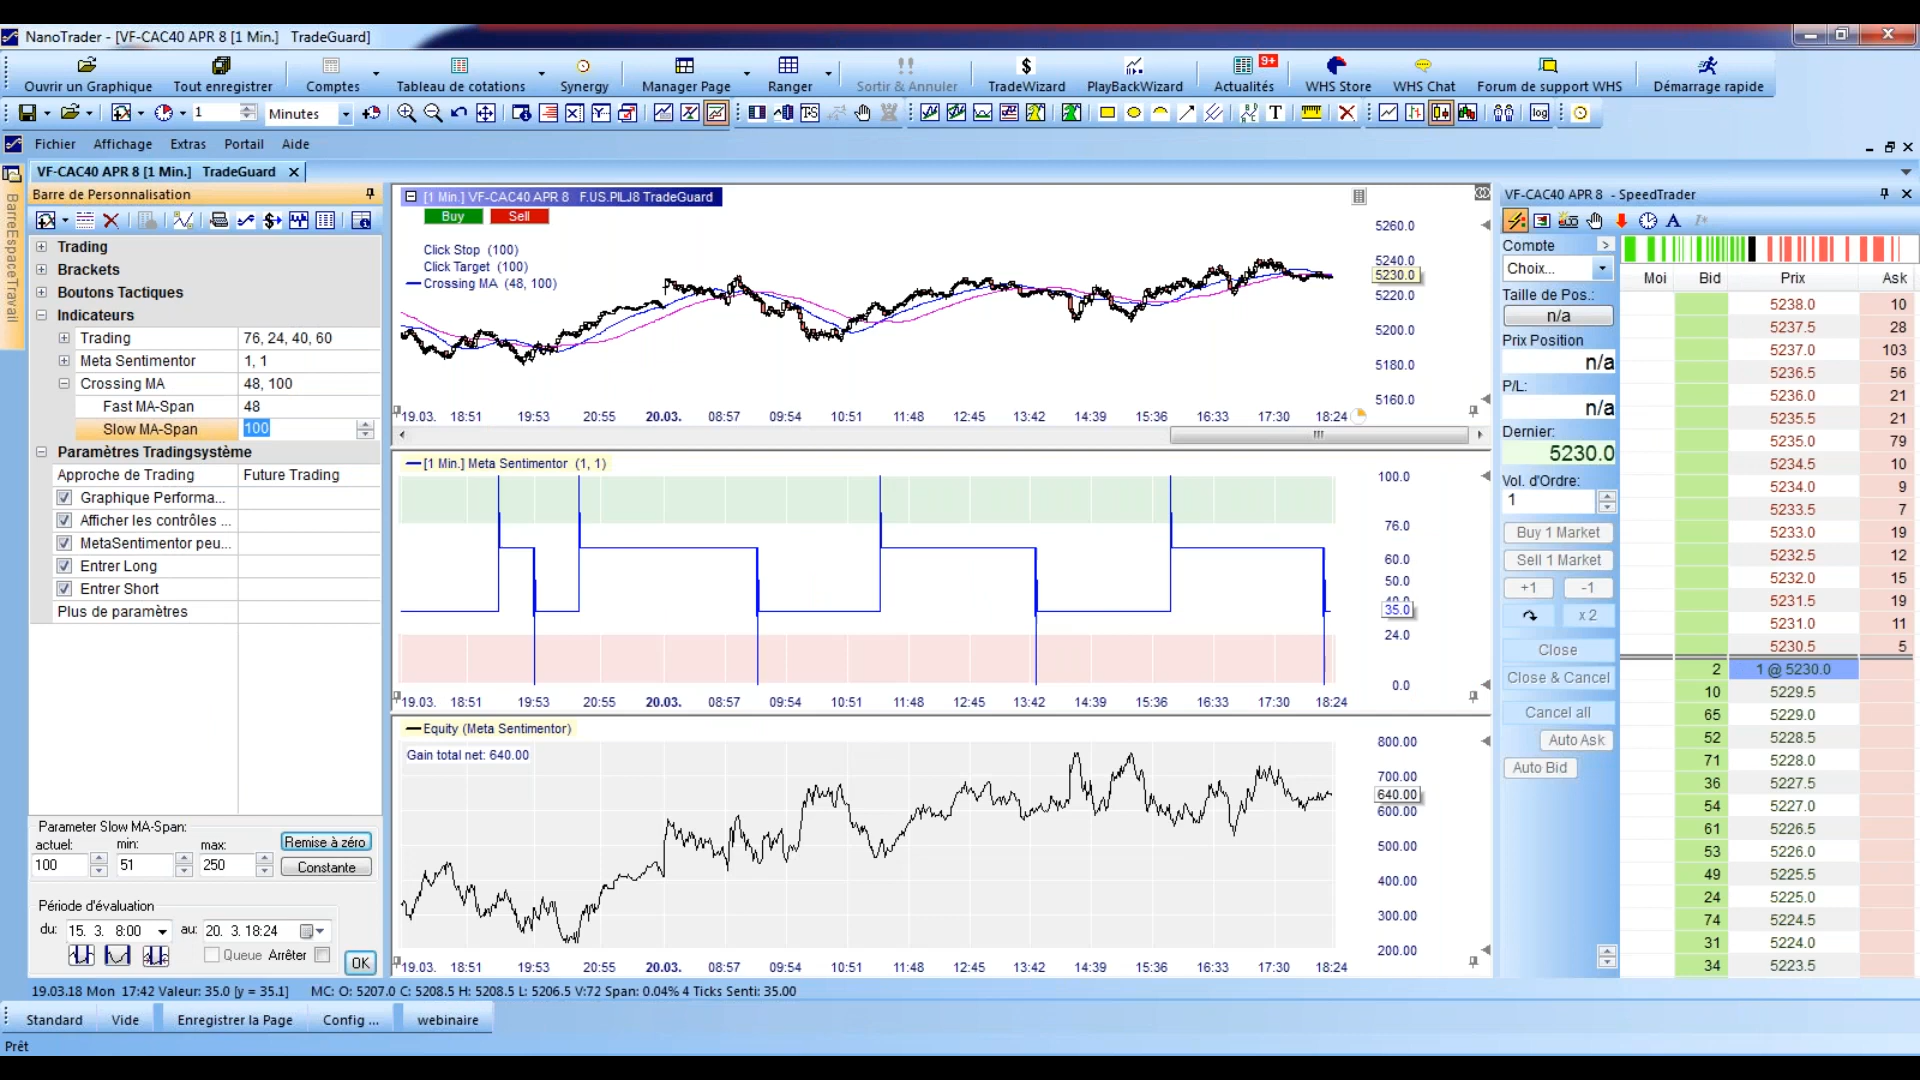 NanoTrader - [VF-CAC40 APR 8 [1 Min.]   TradeGuard]
Ouvrir un Graphique
Tout enregistrer
Comptes
Tableau de cotations
Synergy
Manager Page
Ranger
Sortir & Annuler
TradeWizard
PlayBackWizard
9+
Actualités
WHS Store
WHS Chat
Forum de support WHS
Démarrage rapide
1
Minutes
TS
T
log
Fichier Affichage Extras Portail Aide
VF-CAC40 APR 8 [1 Min.]   TradeGuard
BarreEspaceTravail
Barre de Personnalisation
Trading
Brackets
Boutons Tactiques
Indicateurs
Trading 76, 24, 40, 60
Meta Sentimentor 1, 1
Crossing MA 48, 100
Fast MA-Span 48
Slow MA-Span 100
Paramètres Tradingsystème
Approche de Trading Future Trading
Graphique Performa...
Afficher les contrôles ...
MetaSentimentor peu...
Entrer Long
Entrer Short
Plus de paramètres
Parameter Slow MA-Span:
actuel: min: max: Remise à zéro
100 51 250 Constante
Période d'évaluation
du: 15. 3. 8:00 au: 20. 3. 18:24
Queue Arrêter OK
[1 Min.] VF-CAC40 APR 8   F.US.PILJ8 TradeGuard
Buy Sell
Click Stop (100)
Click Target (100)
Crossing MA (48, 100)
5260.0
5240.0
5230.0
5220.0
5200.0
5180.0
5160.0
19.03. 18:51 19:53 20:55 20.03. 08:57 09:54 10:51 11:48 12:45 13:42 14:39 15:36 16:33 17:30 18:24
[1 Min.] Meta Sentimentor (1, 1)
100.0
76.0
60.0
50.0
35.0
24.0
0.0
19.03. 18:51 19:53 20:55 20.03. 08:57 09:54 10:51 11:48 12:45 13:42 14:39 15:36 16:33 17:30 18:24
Equity (Meta Sentimentor)
Gain total net: 640.00
800.00
700.00
640.00
600.00
500.00
400.00
300.00
200.00
19.03. 18:51 19:53 20:55 20.03. 08:57 09:54 10:51 11:48 12:45 13:42 14:39 15:36 16:33 17:30 18:24
VF-CAC40 APR 8 - SpeedTrader
A
Compte >
Choix...
Taille de Pos.:
n/a
Prix Position
n/a
P/L:
n/a
Dernier:
5230.0
Vol. d'Ordre:
1
Buy 1 Market
Sell 1 Market
+1 -1
x 2
Close
Close & Cancel
Cancel all
Auto Ask
Auto Bid
Moi Bid Prix Ask
5238.0 10
5237.5 28
5237.0 103
5236.5 56
5236.0 21
5235.5 21
5235.0 79
5234.5 10
5234.0 9
5233.5 7
5233.0 19
5232.5 12
5232.0 15
5231.5 19
5231.0 11
5230.5 5
2 1 @ 5230.0
10 5229.5
65 5229.0
52 5228.5
71 5228.0
36 5227.5
54 5227.0
61 5226.5
53 5226.0
49 5225.5
24 5225.0
74 5224.5
31 5224.0
34 5223.5
19.03.18 Mon 17:42 Valeur: 35.0 [y = 35.1] MC: O: 5207.0 C: 5208.5 H: 5208.5 L: 5206.5 V:72 Span: 0.04% 4 Ticks Senti: 35.00
Standard Vide Enregistrer la Page Config ... webinaire
Prêt